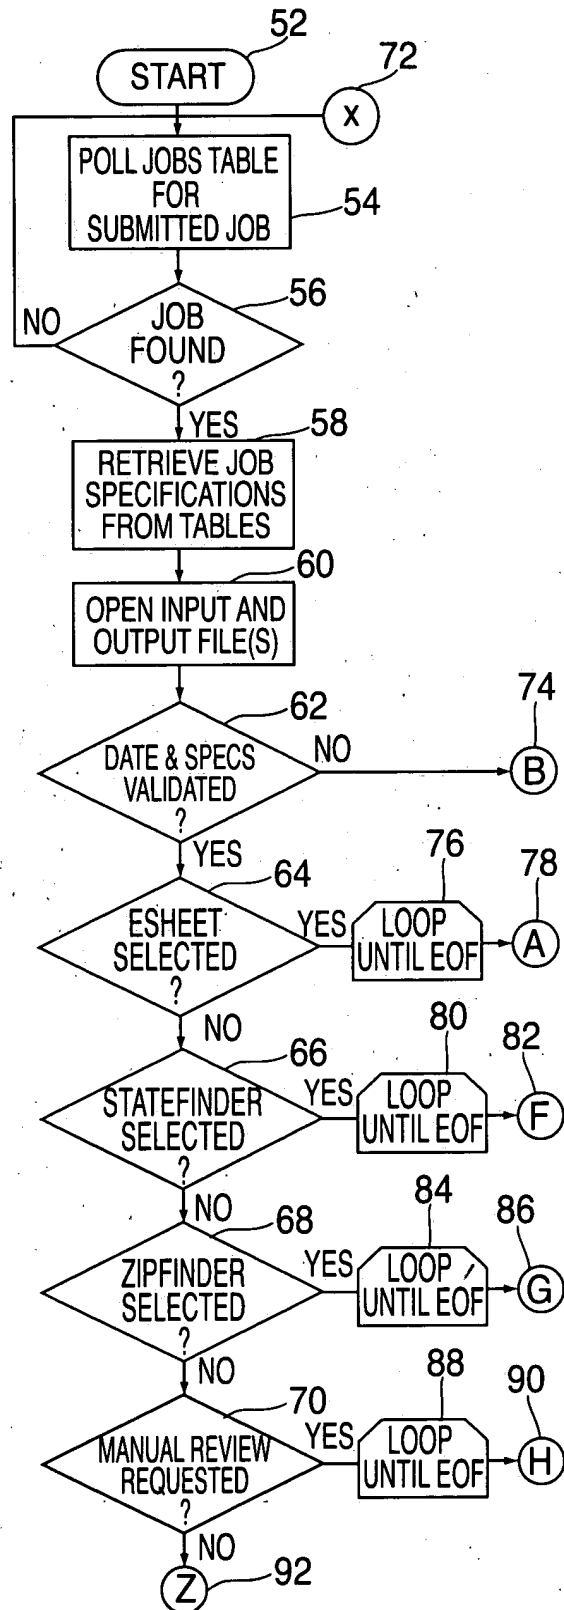 52
START
72
X
POLL JOBS TABLE
FOR
SUBMITTED JOB
54
56
NO
JOB
FOUND
?
YES
58
RETRIEVE JOB
SPECIFICATIONS
FROM TABLES
60
OPEN INPUT AND
OUTPUT FILE(S)
62
74
DATE & SPECS
VALIDATED
?
NO
B
YES
64
76
78
ESHEET
SELECTED
?
YES
LOOP
UNTIL EOF
A
NO
66
80
82
STATEFINDER
SELECTED
?
YES
LOOP
UNTIL EOF
F
NO
68
84
86
ZIPFINDER
SELECTED
?
YES
LOOP
UNTIL EOF
G
NO
70
88
90
MANUAL REVIEW
REQUESTED
?
YES
LOOP
UNTIL EOF
H
NO
Z
92